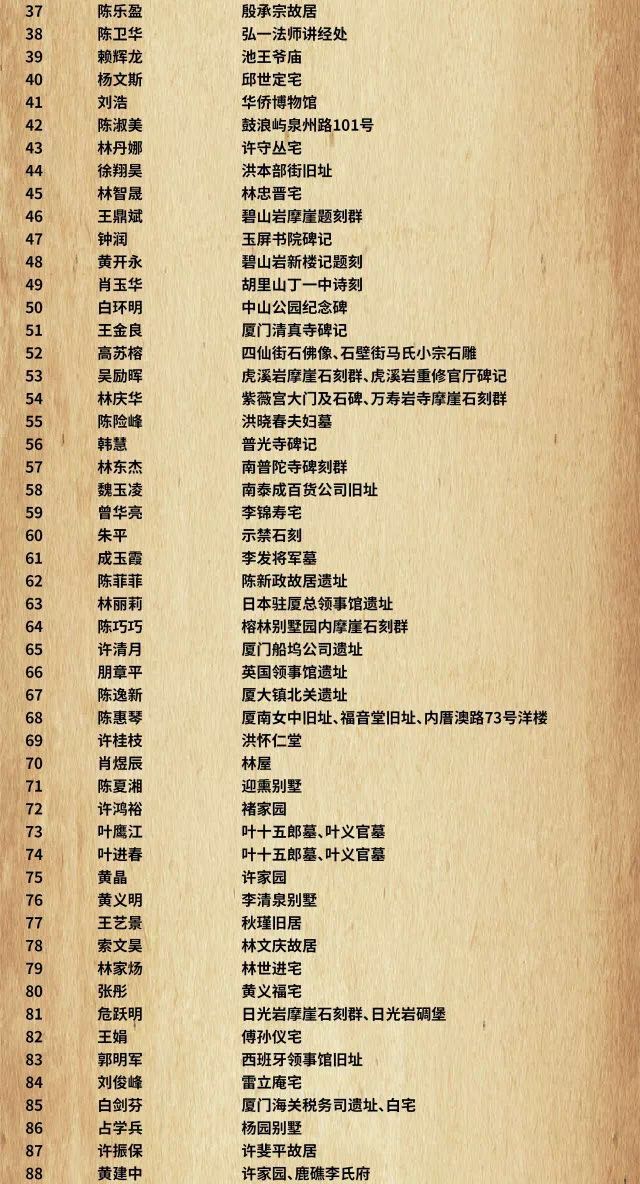 37 陈乐盈 殷承宗故居
38 陈卫华 弘一法师讲经处
39 赖辉龙 池王爷庙
40 杨文斯 邱世定宅
41 刘浩 华侨博物馆
42 陈淑美 鼓浪屿泉州路101号
43 林丹娜 许守丛宅
44 徐翔昊 洪本部街旧址
45 林智晟 林忠晋宅
46 王鼎斌 碧山岩摩崖题刻群
47 钟润 玉屏书院碑记
48 黄开永 碧山岩新楼记题刻
49 肖玉华 胡里山丁一中诗刻
50 白环明 中山公园纪念碑
51 王金良 厦门清真寺碑记
52 高苏榕 四仙街石佛像、石壁街马氏小宗石雕
53 吴励晖 虎溪岩摩崖石刻群、虎溪岩重修官厅碑记
54 林庆华 紫薇宫大门及石碑、万寿岩寺摩崖石刻群
55 陈险峰 洪晓春夫妇墓
56 韩慧 普光寺碑记
57 林东杰 南普陀寺碑刻群
58 魏玉凌 南泰成百货公司旧址
59 曾华亮 李锦寿宅
60 朱平 示禁石刻
61 成玉霞 李发将军墓
62 陈菲菲 陈新政故居遗址
63 林丽莉 日本驻厦总领事馆遗址
64 陈巧巧 榕林别墅园内摩崖石刻群
65 许清月 厦门船坞公司遗址
66 朋章平 英国领事馆遗址
67 陈逸新 厦大镇北关遗址
68 陈惠琴 厦南女中旧址、福音堂旧址、内厝澳路73号洋楼
69 许桂枝 洪怀仁堂
70 肖煜辰 林屋
71 陈夏湘 迎熏别墅
72 许鸿裕 褚家园
73 叶鹰江 叶十五郎墓、叶义官墓
74 叶进春 叶十五郎墓、叶义官墓
75 黄晶 许家园
76 黄义明 李清泉别墅
77 王艺景 秋瑾旧居
78 索文昊 林文庆故居
79 林家炀 林世进宅
80 张彤 黄义福宅
81 危跃明 日光岩摩崖石刻群、日光岩碉堡
82 王娟 傅孙仪宅
83 郭明军 西班牙领事馆旧址
84 刘俊峰 雷立庵宅
85 白剑芬 厦门海关税务司遗址、白宅
86 占学兵 杨园别墅
87 许振保 许斐平故居
88 黄建中 许家园、鹿礁李氏府